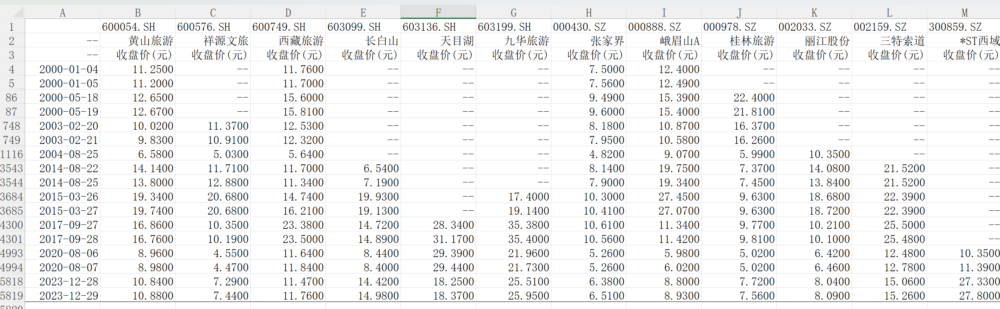 A B C D E F G H I J K L M
1 600054.SH 600576.SH 600749.SH 603099.SH 603136.SH 603199.SH 000430.SZ 000888.SZ 000978.SZ 002033.SZ 002159.SZ 300859.SZ
2 -- 黄山旅游 祥源文旅 西藏旅游 长白山 天目湖 九华旅游 张家界 峨眉山A 桂林旅游 丽江股份 三特索道 *ST西域
3 -- 收盘价(元) 收盘价(元) 收盘价(元) 收盘价(元) 收盘价(元) 收盘价(元) 收盘价(元) 收盘价(元) 收盘价(元) 收盘价(元) 收盘价(元) 收盘价(元)
4 2000-01-04 11.2500 -- 11.7600 -- -- -- 7.5000 12.4000 -- -- -- --
5 2000-01-05 11.2000 -- 11.7000 -- -- -- 7.5600 12.4900 -- -- -- --
86 2000-05-18 12.6500 -- 15.6000 -- -- -- 9.4900 15.3900 22.4000 -- -- --
87 2000-05-19 12.6700 -- 15.8100 -- -- -- 9.6000 15.4000 21.8100 -- -- --
748 2003-02-20 10.0200 11.3700 12.5300 -- -- -- 8.1800 10.8700 16.3700 -- -- --
749 2003-02-21 9.8300 10.9100 12.3200 -- -- -- 7.9500 10.5800 16.2600 -- -- --
1116 2004-08-25 6.5800 5.0300 5.6400 -- -- -- 4.8200 9.0700 5.9900 10.3500 -- --
3543 2014-08-22 14.1400 11.7100 11.7000 6.5400 -- -- 8.1400 19.7500 7.3700 14.0800 21.5200 --
3544 2014-08-25 13.8000 12.8800 11.3400 7.1900 -- -- 7.9000 19.3400 7.4500 13.8400 21.5200 --
3684 2015-03-26 19.3400 20.6800 14.7400 19.9300 -- 17.4000 10.3000 27.4500 9.6300 18.6800 22.3900 --
3685 2015-03-27 19.7400 20.6800 16.2100 19.1300 -- 19.1400 10.4100 27.0700 9.6300 18.7200 22.3900 --
4300 2017-09-27 16.8600 10.3500 23.3800 14.7200 28.3400 35.3800 10.6100 11.3400 9.7700 10.2100 25.5000 --
4301 2017-09-28 16.7600 10.1900 23.5000 14.8900 31.1700 35.4000 10.5600 11.4200 9.8100 10.1000 25.4800 --
4993 2020-08-06 8.9600 4.5500 11.6400 8.4400 29.3900 21.9600 5.2600 5.9800 5.0200 6.4200 12.4800 10.3500
4994 2020-08-07 8.9800 4.4700 11.8400 8.4000 29.4400 21.7300 5.2600 6.0200 5.0200 6.4600 12.7800 11.3900
5818 2023-12-28 10.8400 7.2900 11.4700 14.4200 18.2500 25.5100 6.3800 8.8000 7.7200 8.0400 15.0600 27.3300
5819 2023-12-29 10.8800 7.4400 11.7600 14.9800 18.3700 25.9500 6.5100 8.9300 7.5600 8.0900 15.2600 27.8000